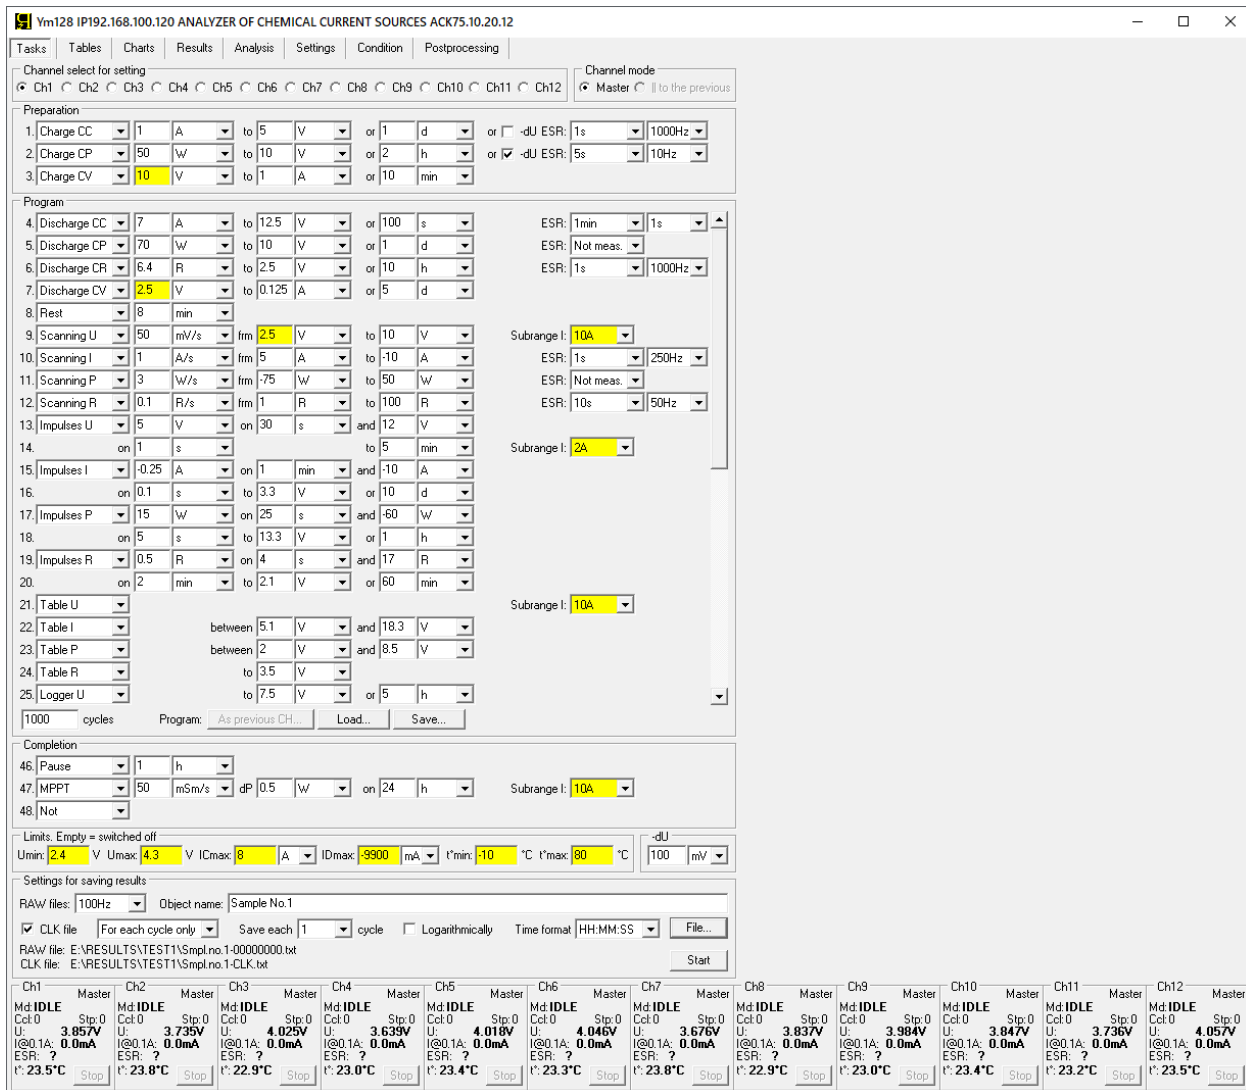 Ym128 IP192.168.100.120 ANALYZER OF CHEMICAL CURRENT SOURCES ACK75.10.20.12
Tasks Tables Charts Results Analysis Settings Condition Postprocessing
Channel select for setting Channel mode
Ch1 Ch2 Ch3 Ch4 Ch5 Ch6 Ch7 Ch8 Ch9 Ch10 Ch11 Ch12 Master || to the previous
Preparation
1. Charge CC 1 A to 5 V or 1 d or -dU ESR: 1s 1000Hz
2. Charge CP 50 W to 10 V or 2 h or -dU ESR: 5s 10Hz
3. Charge CV 10 V to 1 A or 10 min
Program
4. Discharge CC 7 A to 12.5 V or 100 s ESR: 1min 1s
5. Discharge CP 70 W to 10 V or 1 d ESR: Not meas.
6. Discharge CR 6.4 R to 2.5 V or 10 h ESR: 1s 1000Hz
7. Discharge CV 2.5 V to 0.125 A or 5 d
8. Rest 8 min
9. Scanning U 50 mV/s frm 2.5 V to 10 V Subrange I: 10A
10. Scanning I 1 A/s frm 5 A to -10 A ESR: 1s 250Hz
11. Scanning P 3 W/s frm -75 W to 50 W ESR: Not meas.
12. Scanning R 0.1 R/s frm 1 R to 100 R ESR: 10s 50Hz
13. Impulses U 5 V on 30 s and 12 V
14. on 1 s to 5 min Subrange I: 2A
15. Impulses I -0.25 A on 1 min and -10 A
16. on 0.1 s to 3.3 V or 10 d
17. Impulses P 15 W on 25 s and -60 W
18. on 5 s to 13.3 V or 1 h
19. Impulses R 0.5 R on 4 s and 17 R
20. on 2 min to 2.1 V or 60 min
21. Table U Subrange I: 10A
22. Table I between 5.1 V and 18.3 V
23. Table P between 2 V and 8.5 V
24. Table R to 3.5 V
25. Logger U to 7.5 V or 5 h
1000 cycles Program: As previous CH... Load... Save...
Completion
46. Pause 1 h
47. MPPT 50 mSm/s dP 0.5 W on 24 h Subrange I: 10A
48. Not
Limits. Empty = switched off -dU
Umin: 2.4 V Umax: 4.3 V ICmax: 8 A IDmax: -9900 mA t°min: -10 °C t°max: 80 °C 100 mV
Settings for saving results
RAW files: 100Hz Object name: Sample No.1
CLK file For each cycle only Save each 1 cycle Logarithmically Time format HH:MM:SS File...
RAW file: E:\RESULTS\TEST1\Smpl.no.1-00000000.txt
CLK file: E:\RESULTS\TEST1\Smpl.no.1-CLK.txt Start
Ch1 Master Ch2 Master Ch3 Master Ch4 Master Ch5 Master Ch6 Master Ch7 Master Ch8 Master Ch9 Master Ch10 Master Ch11 Master Ch12 Master
Md:IDLE Md:IDLE Md:IDLE Md:IDLE Md:IDLE Md:IDLE Md:IDLE Md:IDLE Md:IDLE Md:IDLE Md:IDLE Md:IDLE
Ccl:0 Stp:0 Ccl:0 Stp:0 Ccl:0 Stp:0 Ccl:0 Stp:0 Ccl:0 Stp:0 Ccl:0 Stp:0 Ccl:0 Stp:0 Ccl:0 Stp:0 Ccl:0 Stp:0 Ccl:0 Stp:0 Ccl:0 Stp:0 Ccl:0 Stp:0
U: 3.857V U: 3.735V U: 4.025V U: 3.639V U: 4.018V U: 4.046V U: 3.676V U: 3.837V U: 3.984V U: 3.847V U: 3.736V U: 4.057V
I@0.1A: 0.0mA I@0.1A: 0.0mA I@0.1A: 0.0mA I@0.1A: 0.0mA I@0.1A: 0.0mA I@0.1A: 0.0mA I@0.1A: 0.0mA I@0.1A: 0.0mA I@0.1A: 0.0mA I@0.1A: 0.0mA I@0.1A: 0.0mA I@0.1A: 0.0mA
ESR: ? ESR: ? ESR: ? ESR: ? ESR: ? ESR: ? ESR: ? ESR: ? ESR: ? ESR: ? ESR: ? ESR: ?
t°: 23.5°C Stop t°: 23.8°C Stop t°: 22.9°C Stop t°: 23.0°C Stop t°: 23.4°C Stop t°: 23.3°C Stop t°: 23.8°C Stop t°: 22.9°C Stop t°: 23.0°C Stop t°: 23.4°C Stop t°: 23.2°C Stop t°: 23.5°C Stop